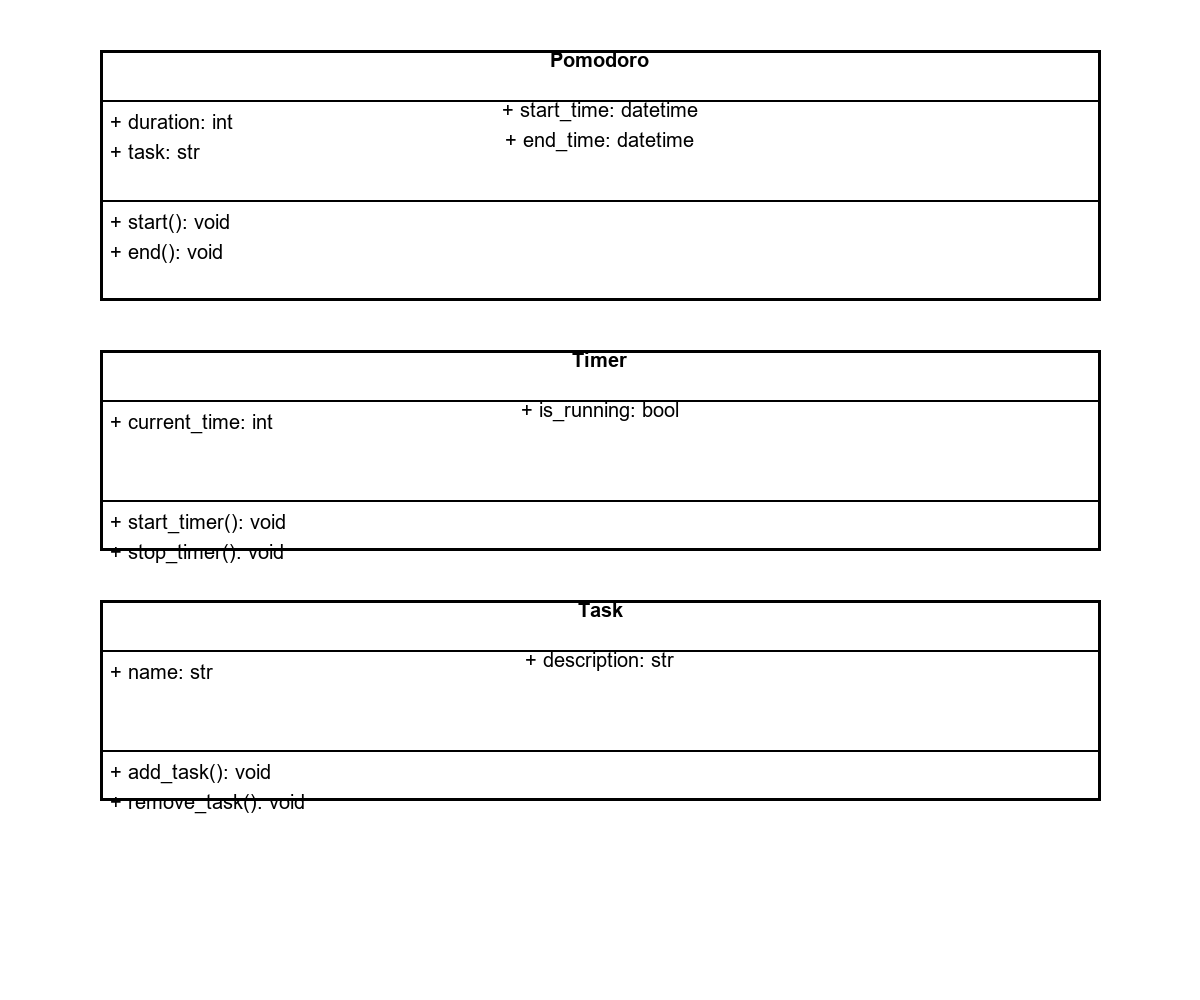 Pomodoro
+ start_time: datetime
+ duration: int
+ end_time: datetime
+ task: str
+ start(): void
+ end(): void
Timer
+ is_running: bool
+ current_time: int
+ start_timer(): void
+ stop_timer(): void
Task
+ description: str
+ name: str
+ add_task(): void
+ remove_task(): void